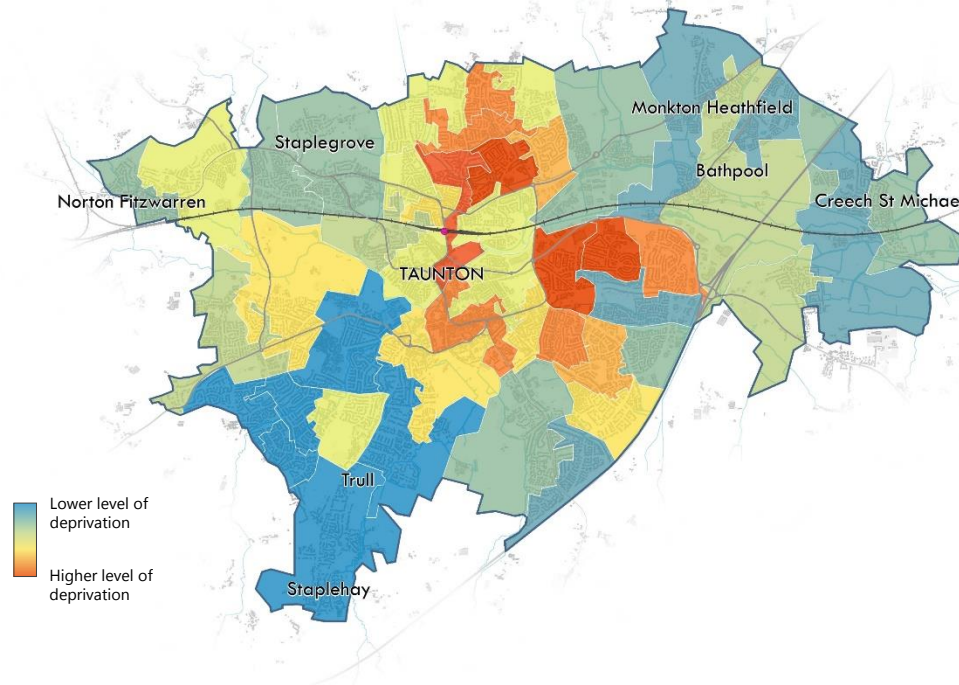 Monkton Heathfield
Staplegrove
Bathpool
Norton Fitzwarren
Creech St Michae
TAUNTON
Trull
Lower level of
deprivation
Higher level of
deprivation
Staplehay